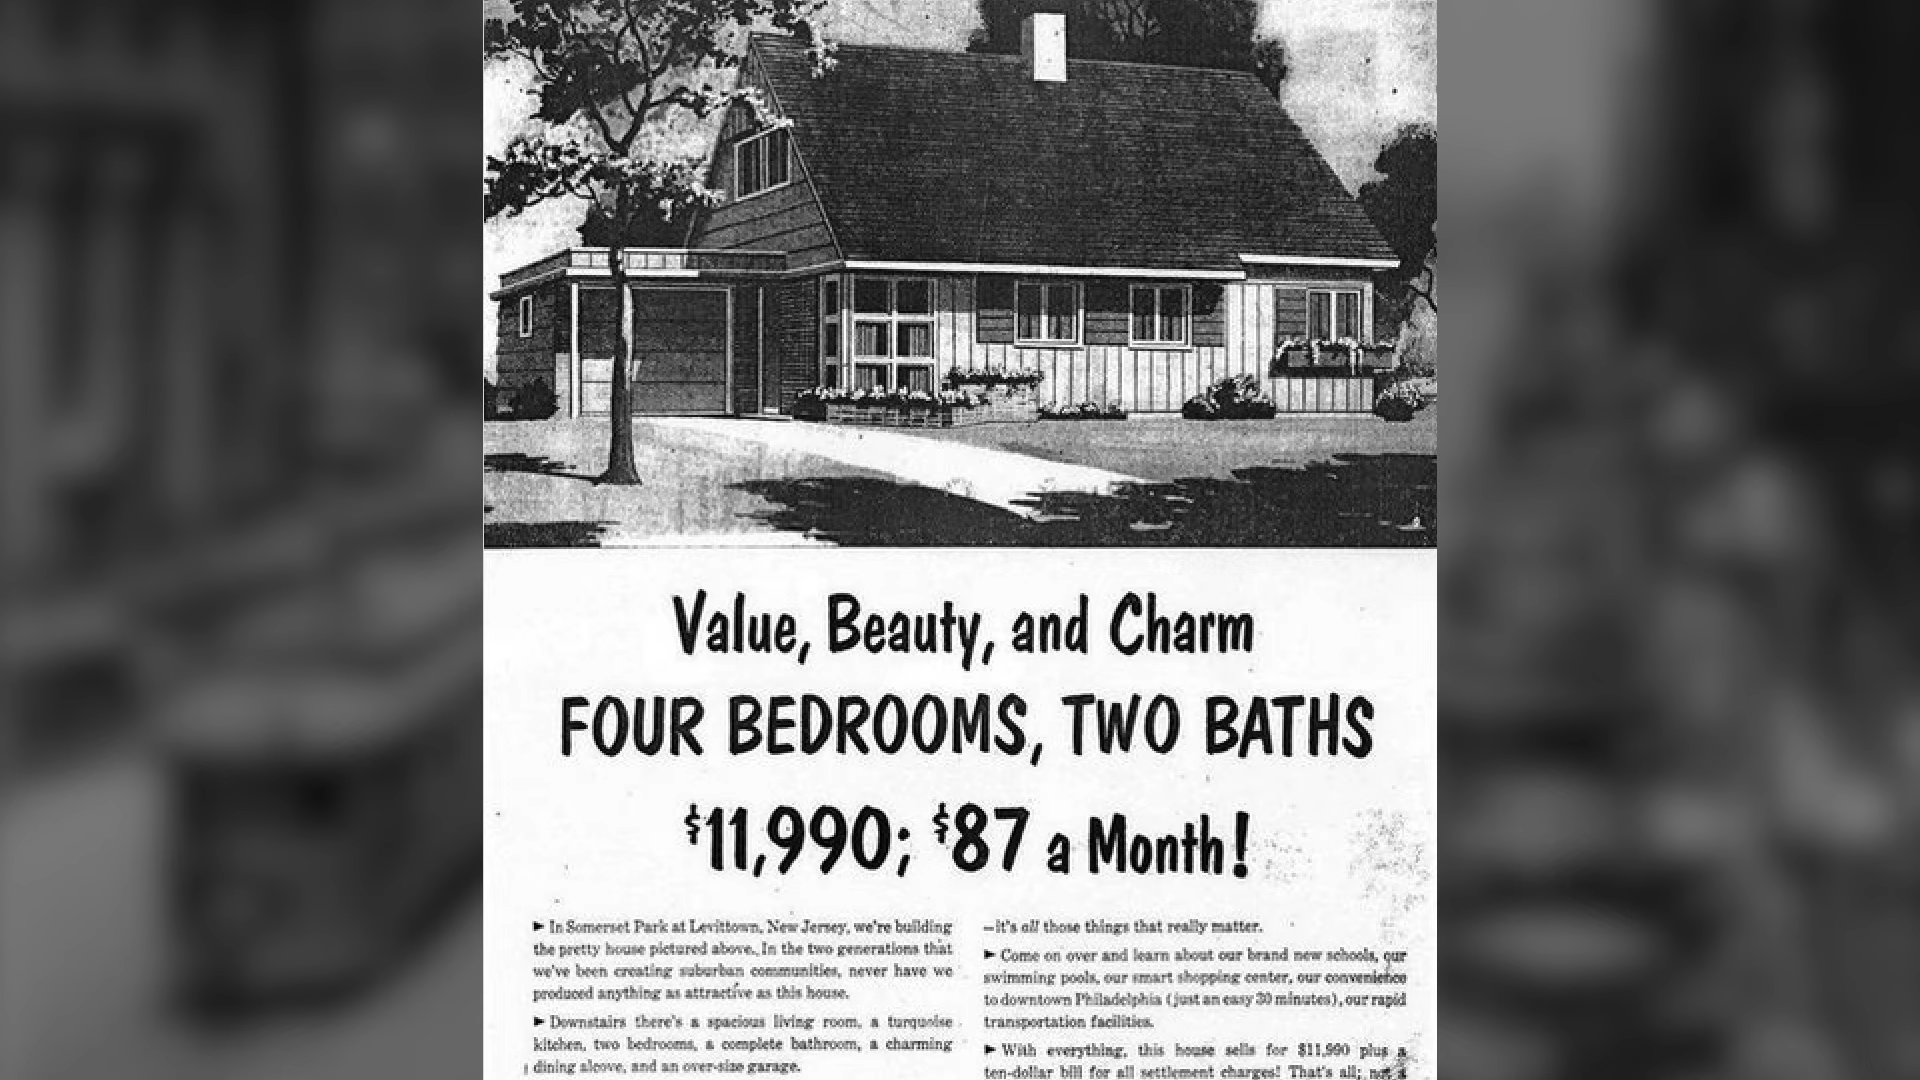 Value, Beauty, and Charm
FOUR BEDROOMS, TWO BATHS
$11,990; $87 a Month!
► In Somerset Park at Levittown, New Jersey, we're building
the pretty house pictured above. In the two generations that
we've been creating suburban communities, never have we
produced anything as attractive as this house.
► Downstairs there's a spacious living room, a turquoise
kitchen, two bedrooms, a complete bathroom, a charming
dining alcove, and an over-size garage.
—it's all those things that really matter.
► Come on over and learn about our brand new schools, our
swimming pools, our smart shopping center, our convenience
to downtown Philadelphia (just an easy 30 minutes), our rapid
transportation facilities.
► With everything, this house sells for $11,990 plus a
ten-dollar bill for all settlement charges! That's all; not a